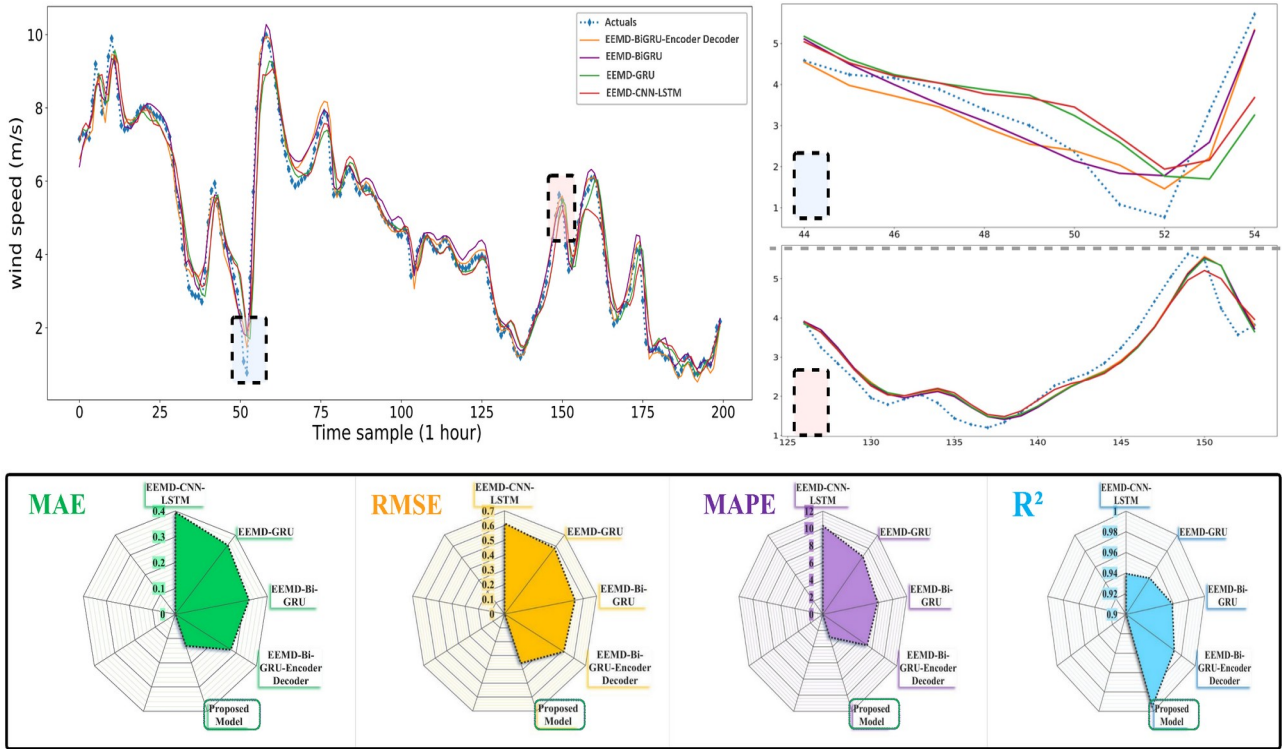 10
8
6
4
2
wind speed (m/s)
0
25
50
75
100
125
150
175
200
Time sample (1 hour)
Actuals
EEMD-BiGRU-Encoder Decoder
EEMD-BiGRU
EEMD-GRU
EEMD-CNN-LSTM
5
4
3
2
1
44
46
48
50
52
54
5
4
3
2
1
125
130
135
140
145
150
MAE
EEMD-CNN-
LSTM
0.4
0.3
0.2
0.1
0
EEMD-GRU
EEMD-Bi-
GRU
EEMD-Bi-
GRU-Encoder
Decoder
Proposed
Model
RMSE
EEMD-CNN-
LSTM
0.7
0.6
0.5
0.4
0.3
0.2
0.1
0
EEMD-GRU
EEMD-Bi-
GRU
EEMD-Bi-
GRU-Encoder
Decoder
Proposed
Model
MAPE
EEMD-CNN-
LSTM
12
10
8
6
4
2
0
EEMD-GRU
EEMD-Bi-
GRU
EEMD-Bi-
GRU-Encoder
Decoder
Proposed
Model
R²
EEMD-CNN-
LSTM
1
0.98
0.96
0.94
0.92
0.9
EEMD-GRU
EEMD-Bi-
GRU
EEMD-Bi-
GRU-Encoder
Decoder
Proposed
Model